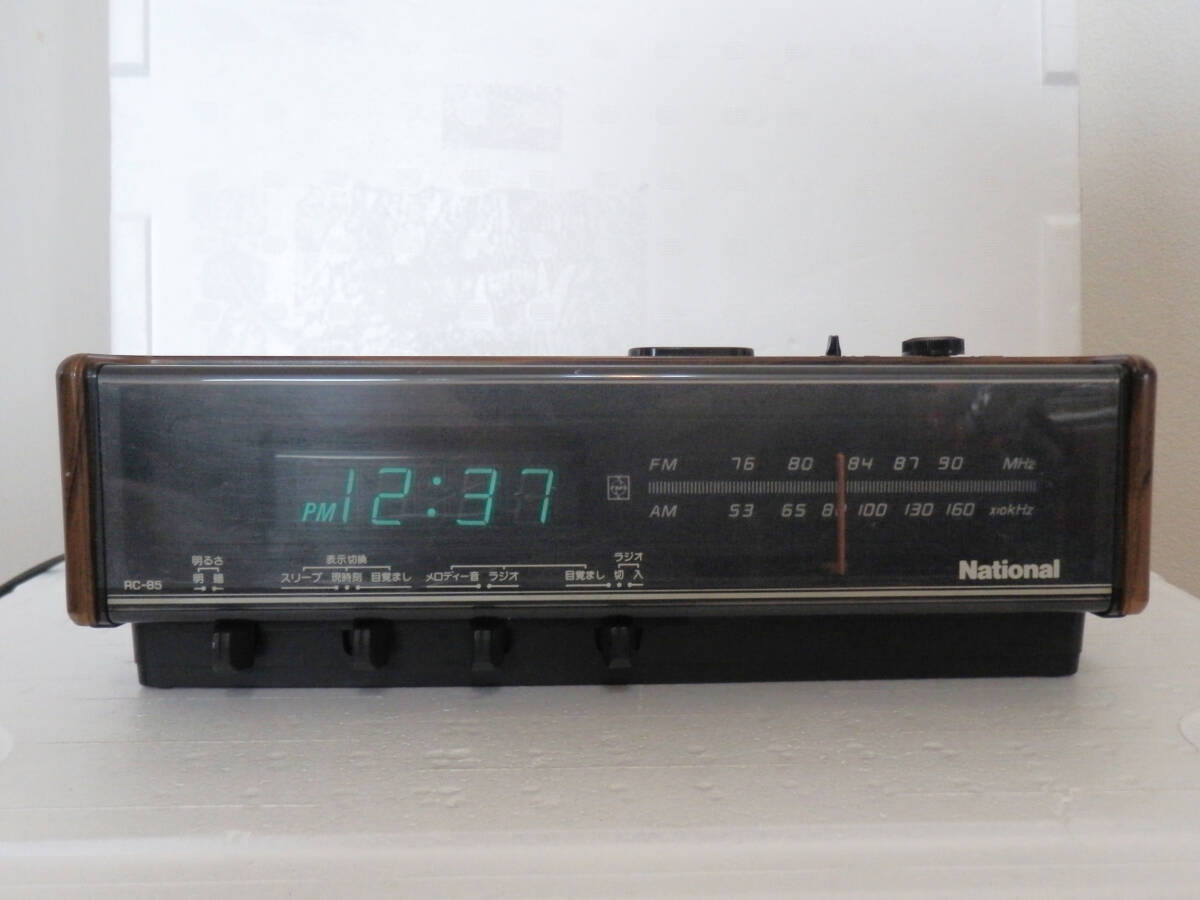 PM 12:37
FM 76 80 84 87 90 MHz
AM 53 65 80 100 130 160 x10kHz
National
RC-85
明るさ
明 暗
表示切換
スリープ 現時刻 目覚まし
メロディー音 ラジオ 目覚まし
ラジオ
切 入